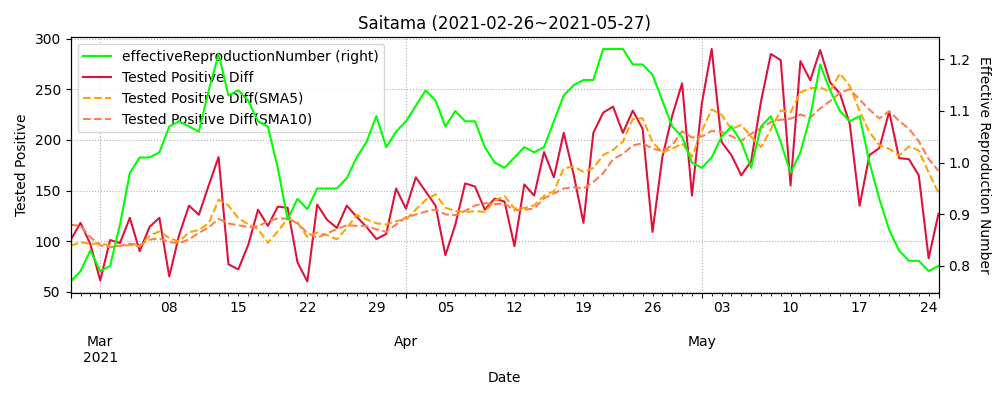 Saitama (2021-02-26~2021-05-27)
effectiveReproductionNumber (right)
Tested Positive Diff
Tested Positive Diff(SMA5)
Tested Positive Diff(SMA10)
Tested Positive
300
250
200
150
100
50
1.2
1.1
1.0
0.9
0.8
Effective Reproduction Number
08 15 22 29 05 12 19 26 03 10 17 24
Mar Apr May
2021
Date